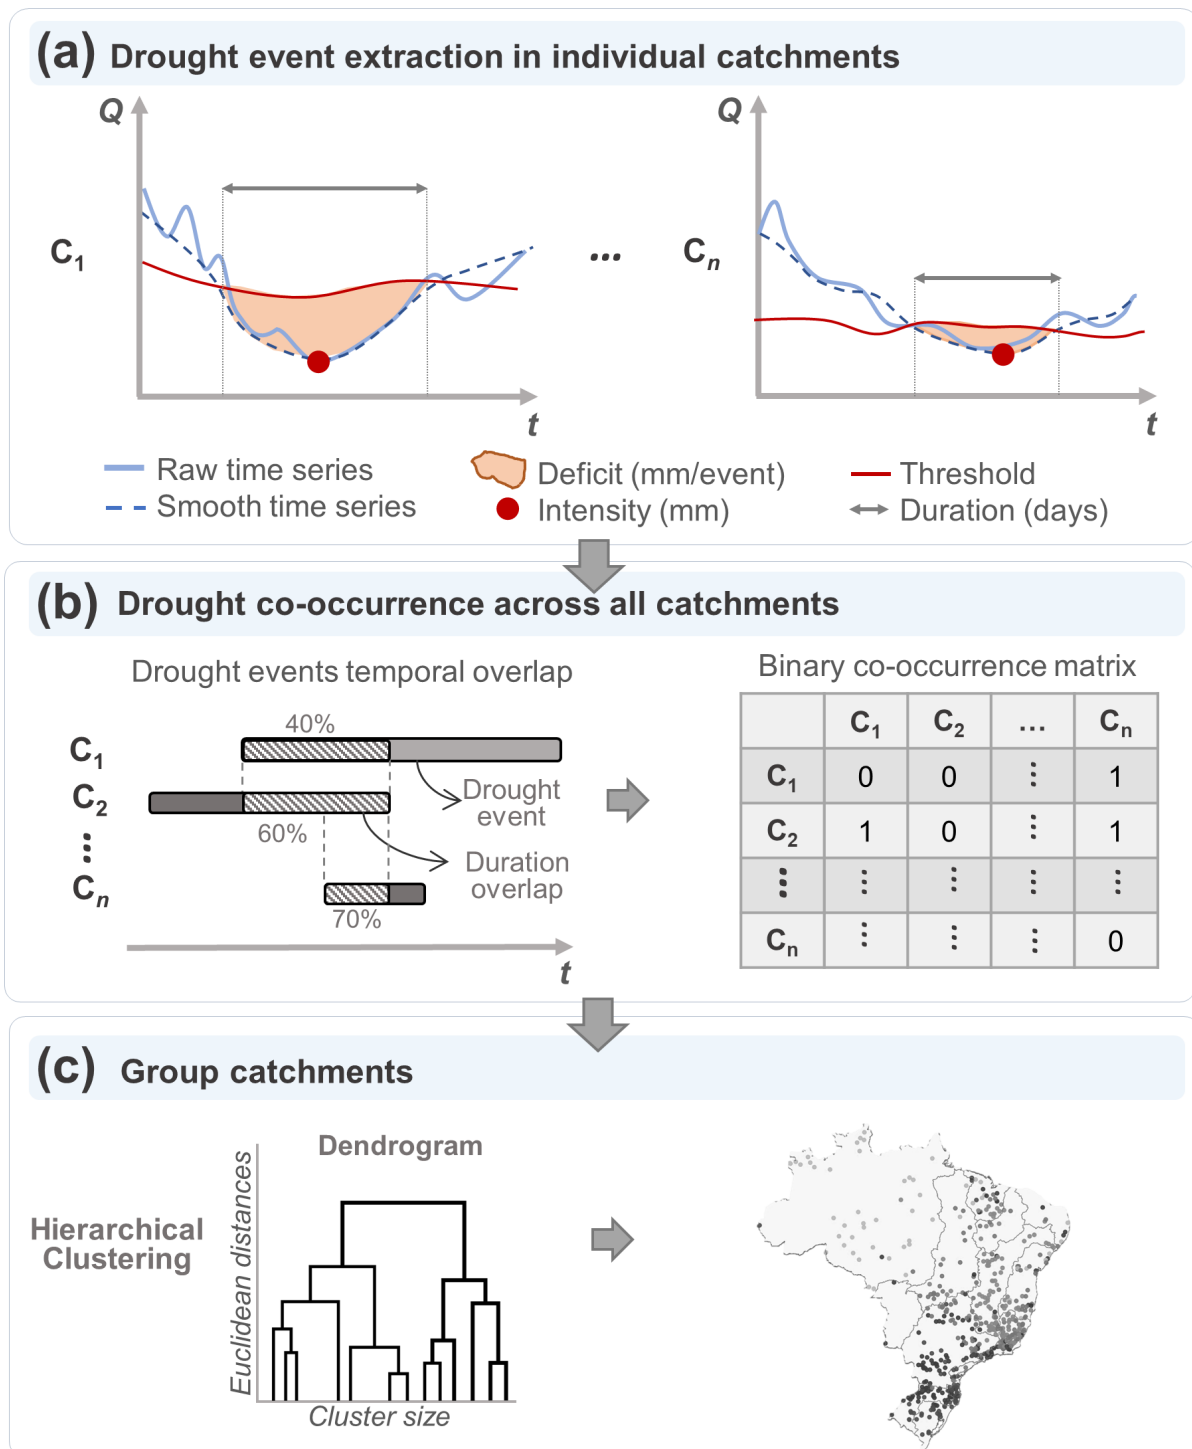 (a) Drought event extraction in individual catchments
Q
Q
C1
...
Cn
t
t
Raw time series
Deficit (mm/event)
Threshold
Smooth time series
Intensity (mm)
Duration (days)
(b) Drought co-occurrence across all catchments
Drought events temporal overlap
40%
C1
Drought
event
C2
60%
Duration
overlap
Cn
70%
t
Binary co-occurrence matrix
C1 C2 ... Cn
C1 0 0 ⋮ 1
C2 1 0 ⋮ 1
⋮ ⋮ ⋮ ⋮ ⋮
Cn ⋮ ⋮ ⋮ 0
(c) Group catchments
Hierarchical
Clustering
Dendrogram
Euclidean distances
Cluster size